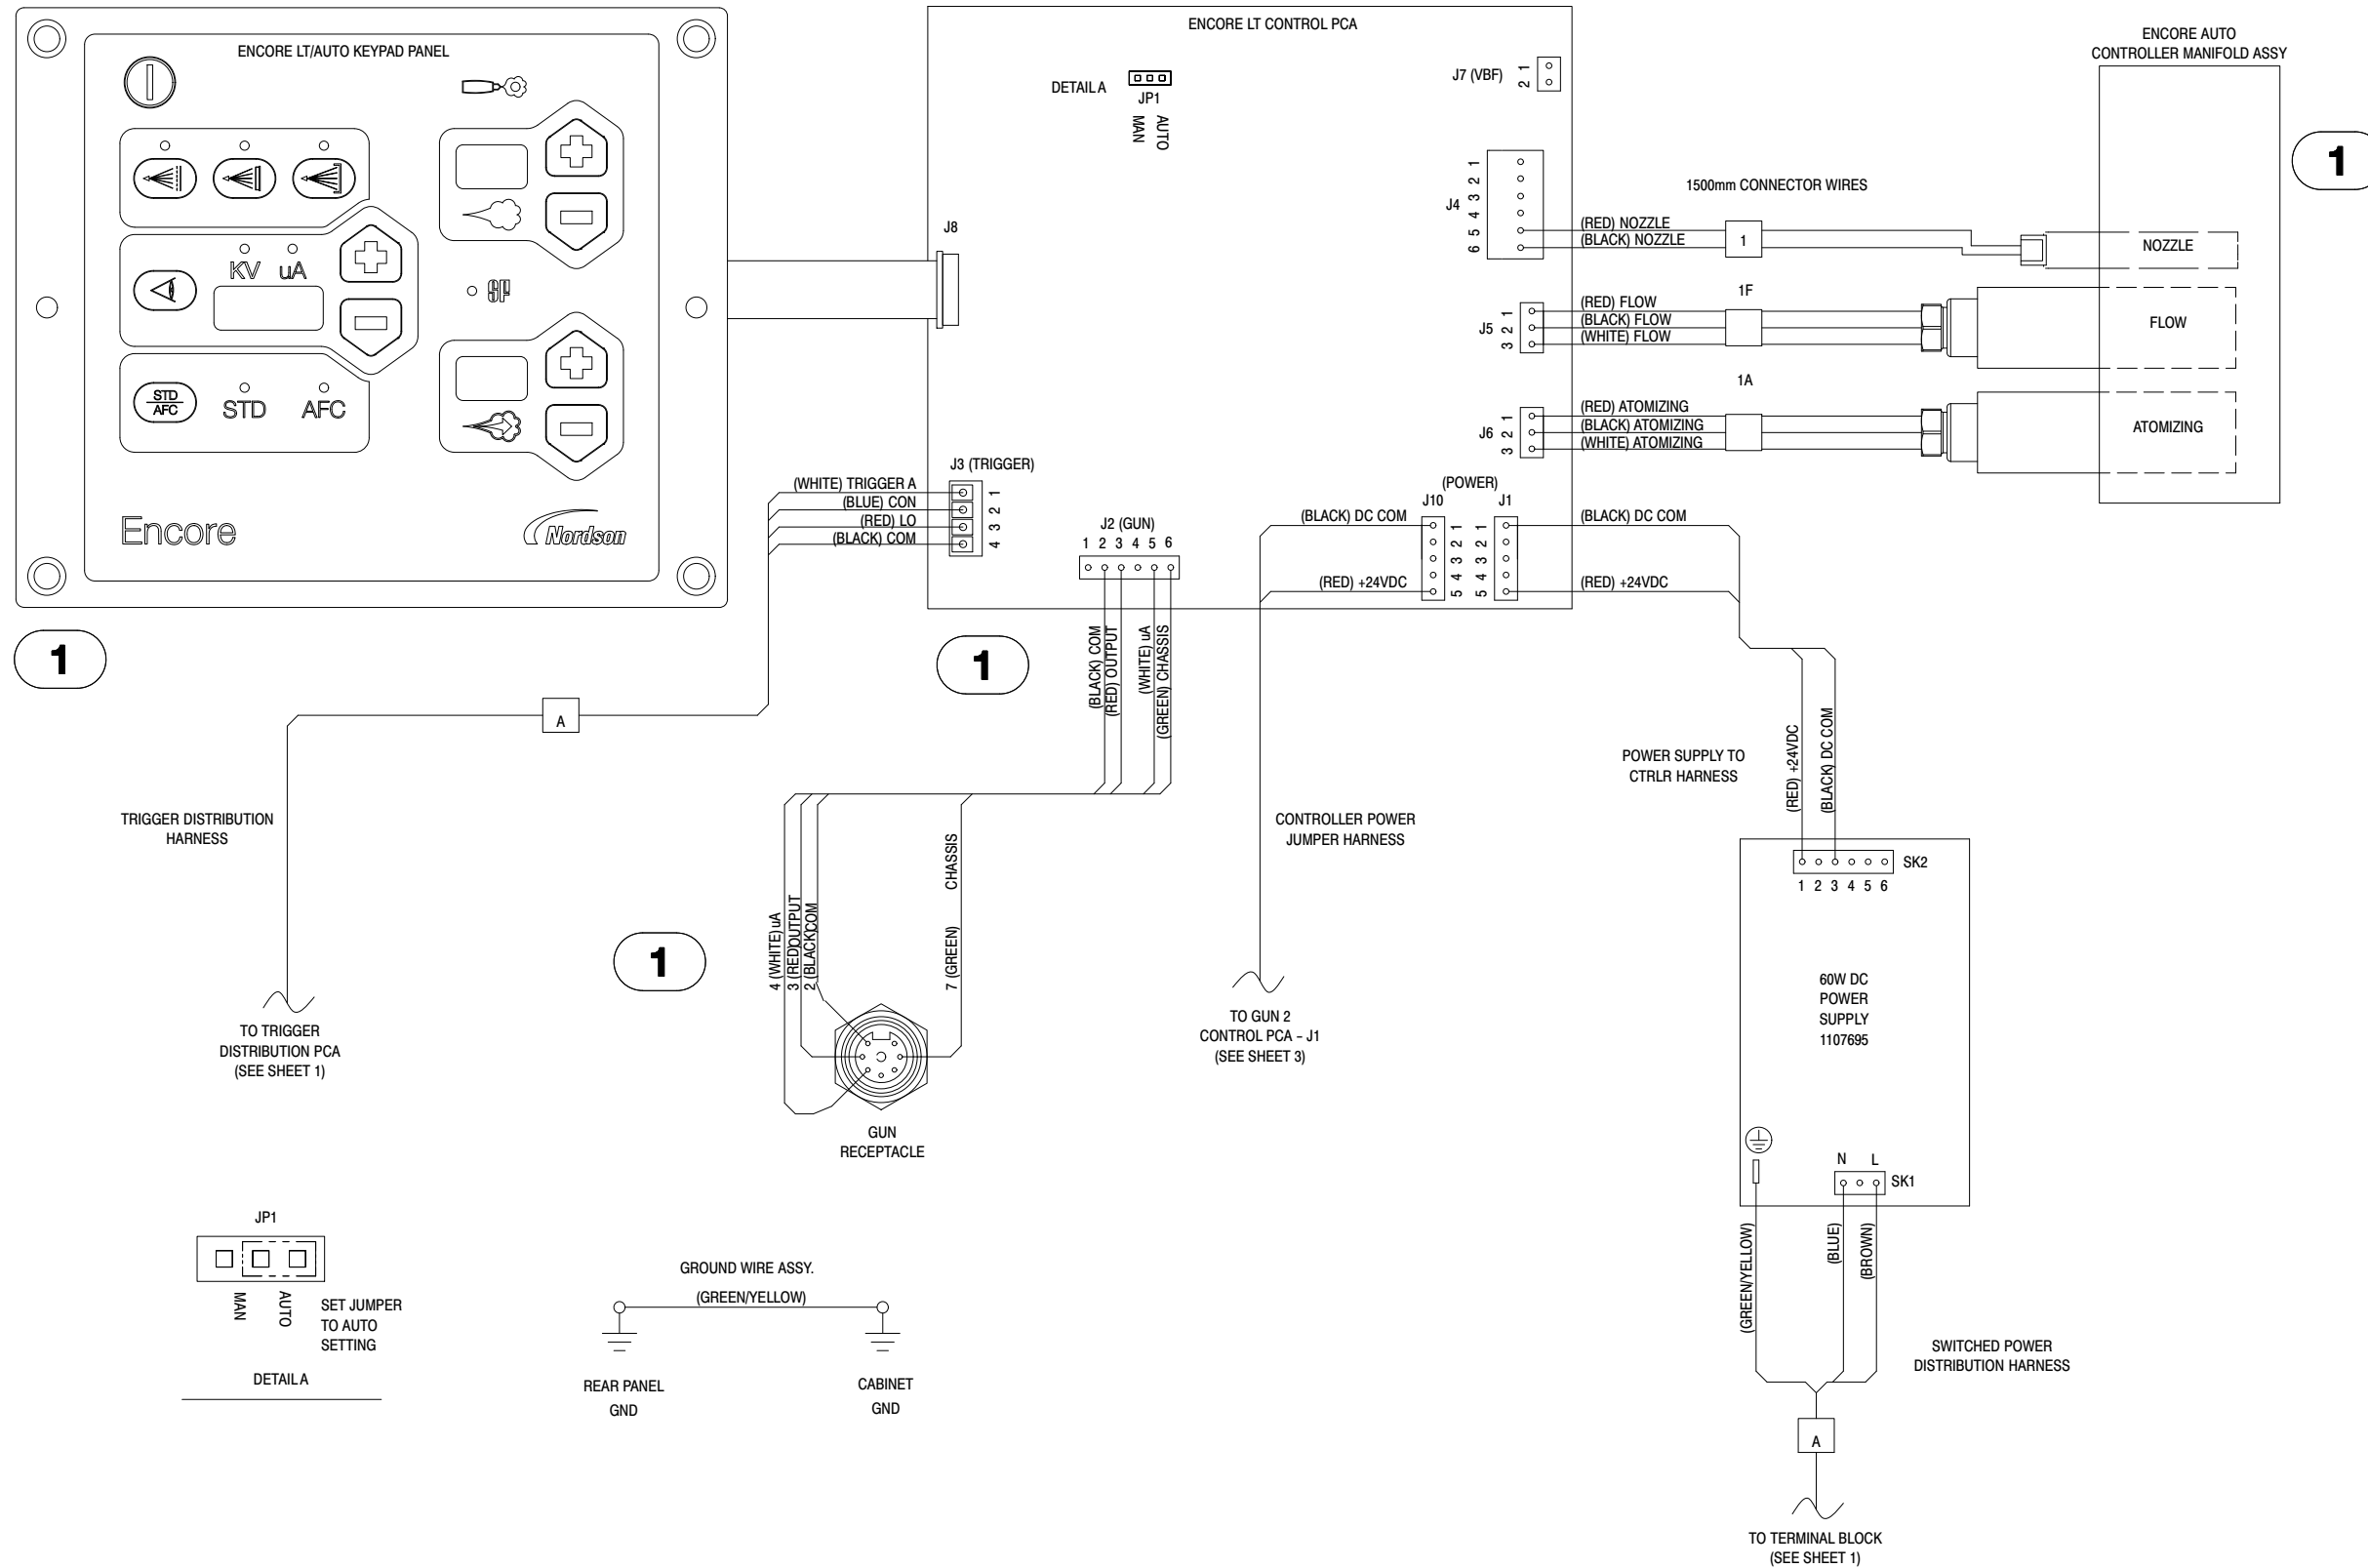 ENCORE LT/AUTO KEYPAD PANEL
KV uA
SF
STD
AFC
STD AFC
Encore
Nordson
1
ENCORE LT CONTROL PCA
DETAIL A
JP1
MAN
AUTO
J7 (VBF)
1
2
J8
J4
1
2
3
4
5
6
1500mm CONNECTOR WIRES
(RED) NOZZLE
(BLACK) NOZZLE
1
J5
1
2
3
(RED) FLOW
(BLACK) FLOW
(WHITE) FLOW
1F
J6
1
2
3
(RED) ATOMIZING
(BLACK) ATOMIZING
(WHITE) ATOMIZING
1A
ENCORE AUTO
CONTROLLER MANIFOLD ASSY
NOZZLE
FLOW
ATOMIZING
1
J3 (TRIGGER)
(WHITE) TRIGGER A
(BLUE) CON
(RED) LO
(BLACK) COM
1
2
3
4
J2 (GUN)
1 2 3 4 5 6
(BLACK) COM
(RED) OUTPUT
(WHITE) uA
(GREEN) CHASSIS
1
(POWER)
J10
J1
(BLACK) DC COM
(RED) +24VDC
1
2
3
4
5
1
2
3
4
5
(BLACK) DC COM
(RED) +24VDC
A
TRIGGER DISTRIBUTION
HARNESS
TO TRIGGER
DISTRIBUTION PCA
(SEE SHEET 1)
4 (WHITE) uA
3 (RED)OUTPUT
2 (BLACK)COM
7 (GREEN) CHASSIS
1
GUN
RECEPTACLE
CONTROLLER POWER
JUMPER HARNESS
TO GUN 2
CONTROL PCA - J1
(SEE SHEET 3)
POWER SUPPLY TO
CTRLR HARNESS
(RED) +24VDC
(BLACK) DC COM
SK2
1 2 3 4 5 6
60W DC
POWER
SUPPLY
1107695
N L
SK1
(GREEN/YELLOW)
(BLUE)
(BROWN)
SWITCHED POWER
DISTRIBUTION HARNESS
A
TO TERMINAL BLOCK
(SEE SHEET 1)
JP1
MAN
AUTO
SET JUMPER
TO AUTO
SETTING
DETAIL A
GROUND WIRE ASSY.
(GREEN/YELLOW)
REAR PANEL
GND
CABINET
GND